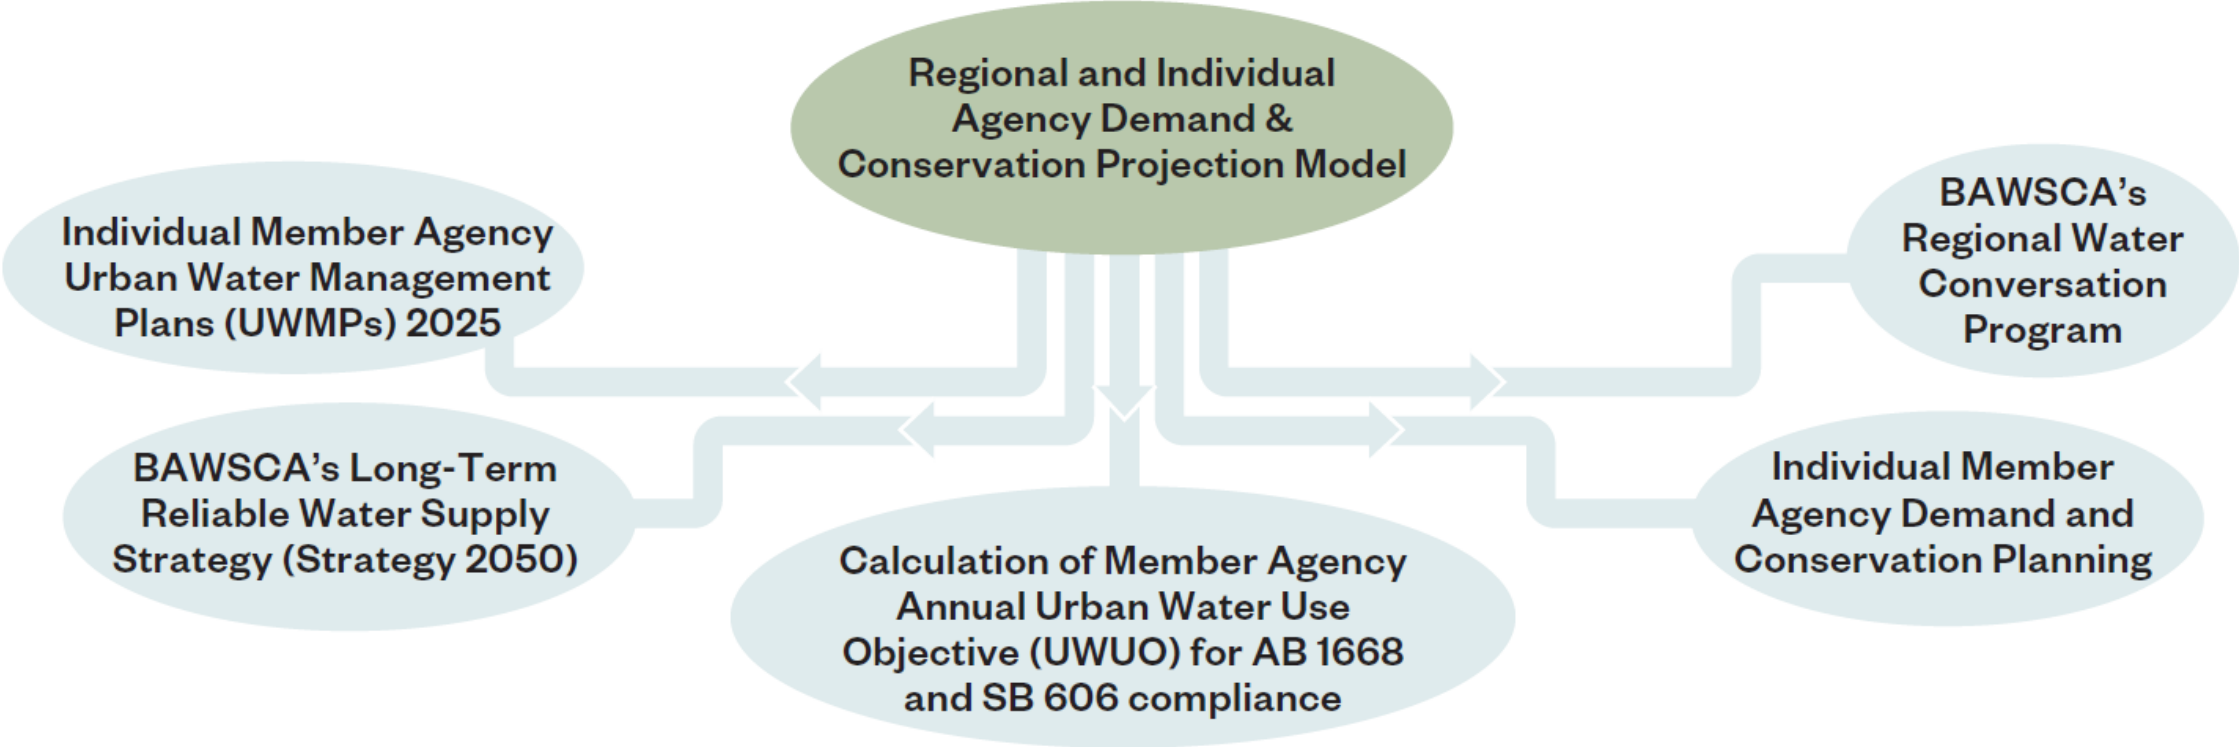 Regional and Individual
Agency Demand &
Conservation Projection Model
Individual Member Agency
Urban Water Management
Plans (UWMPs) 2025
BAWSCA’s
Regional Water
Conversation
Program
BAWSCA’s Long-Term
Reliable Water Supply
Strategy (Strategy 2050)
Individual Member
Agency Demand and
Conservation Planning
Calculation of Member Agency
Annual Urban Water Use
Objective (UWUO) for AB 1668
and SB 606 compliance